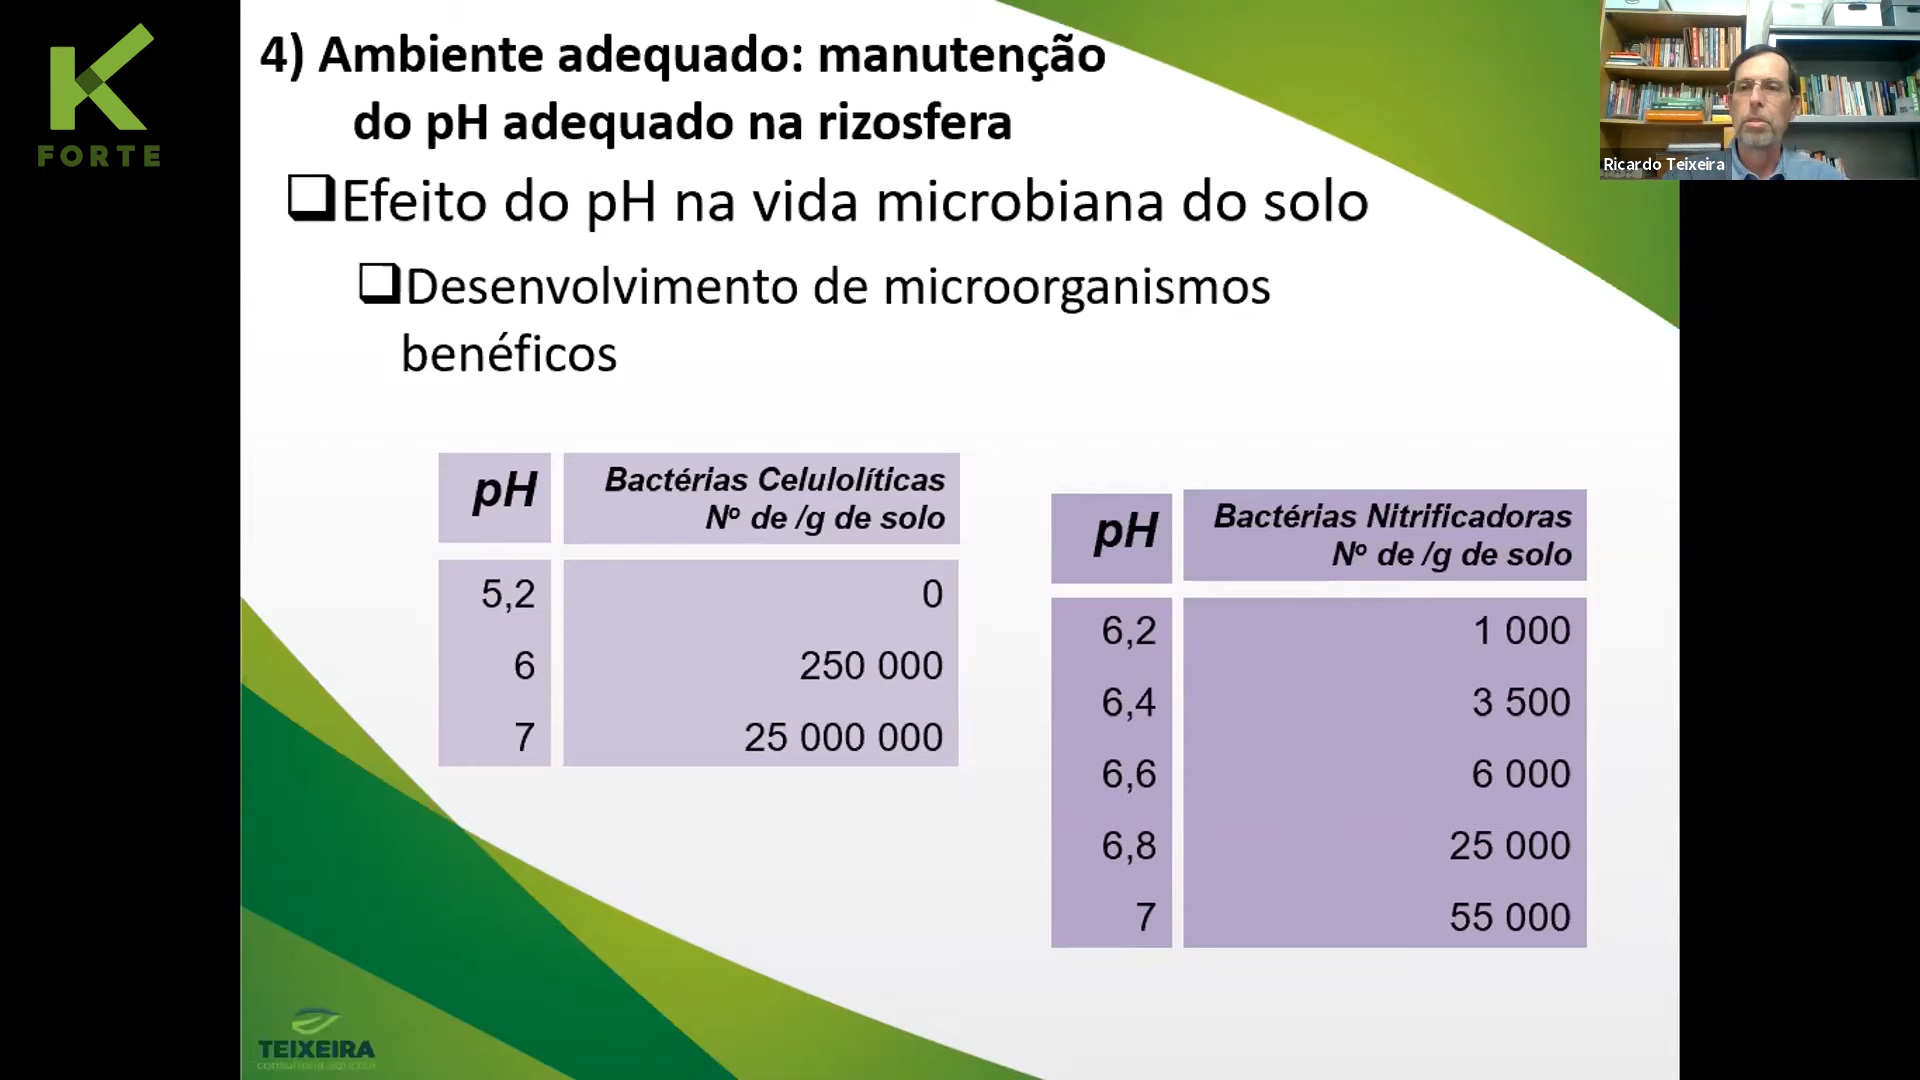 K
FORTE
4) Ambiente adequado: manutenção
do pH adequado na rizosfera
Efeito do pH na vida microbiana do solo
Desenvolvimento de microorganismos
benéficos
pH Bactérias Celulolíticas
Nº de /g de solo
5,2 0
6 250 000
7 25 000 000
pH Bactérias Nitrificadoras
Nº de /g de solo
6,2 1 000
6,4 3 500
6,6 6 000
6,8 25 000
7 55 000
Ricardo Teixeira
TEIXEIRA
consultoria agrícola